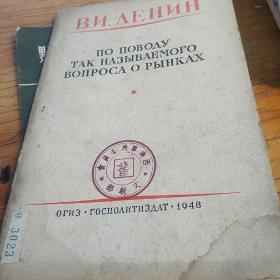 В.И.ЛЕНИН
ПО ПОВОДУ
ТАК НАЗЫВАЕМОГО
ВОПРОСА О РЫНКАХ
ОГИЗ·ГОСПОЛИТИЗДАТ·1948
3023